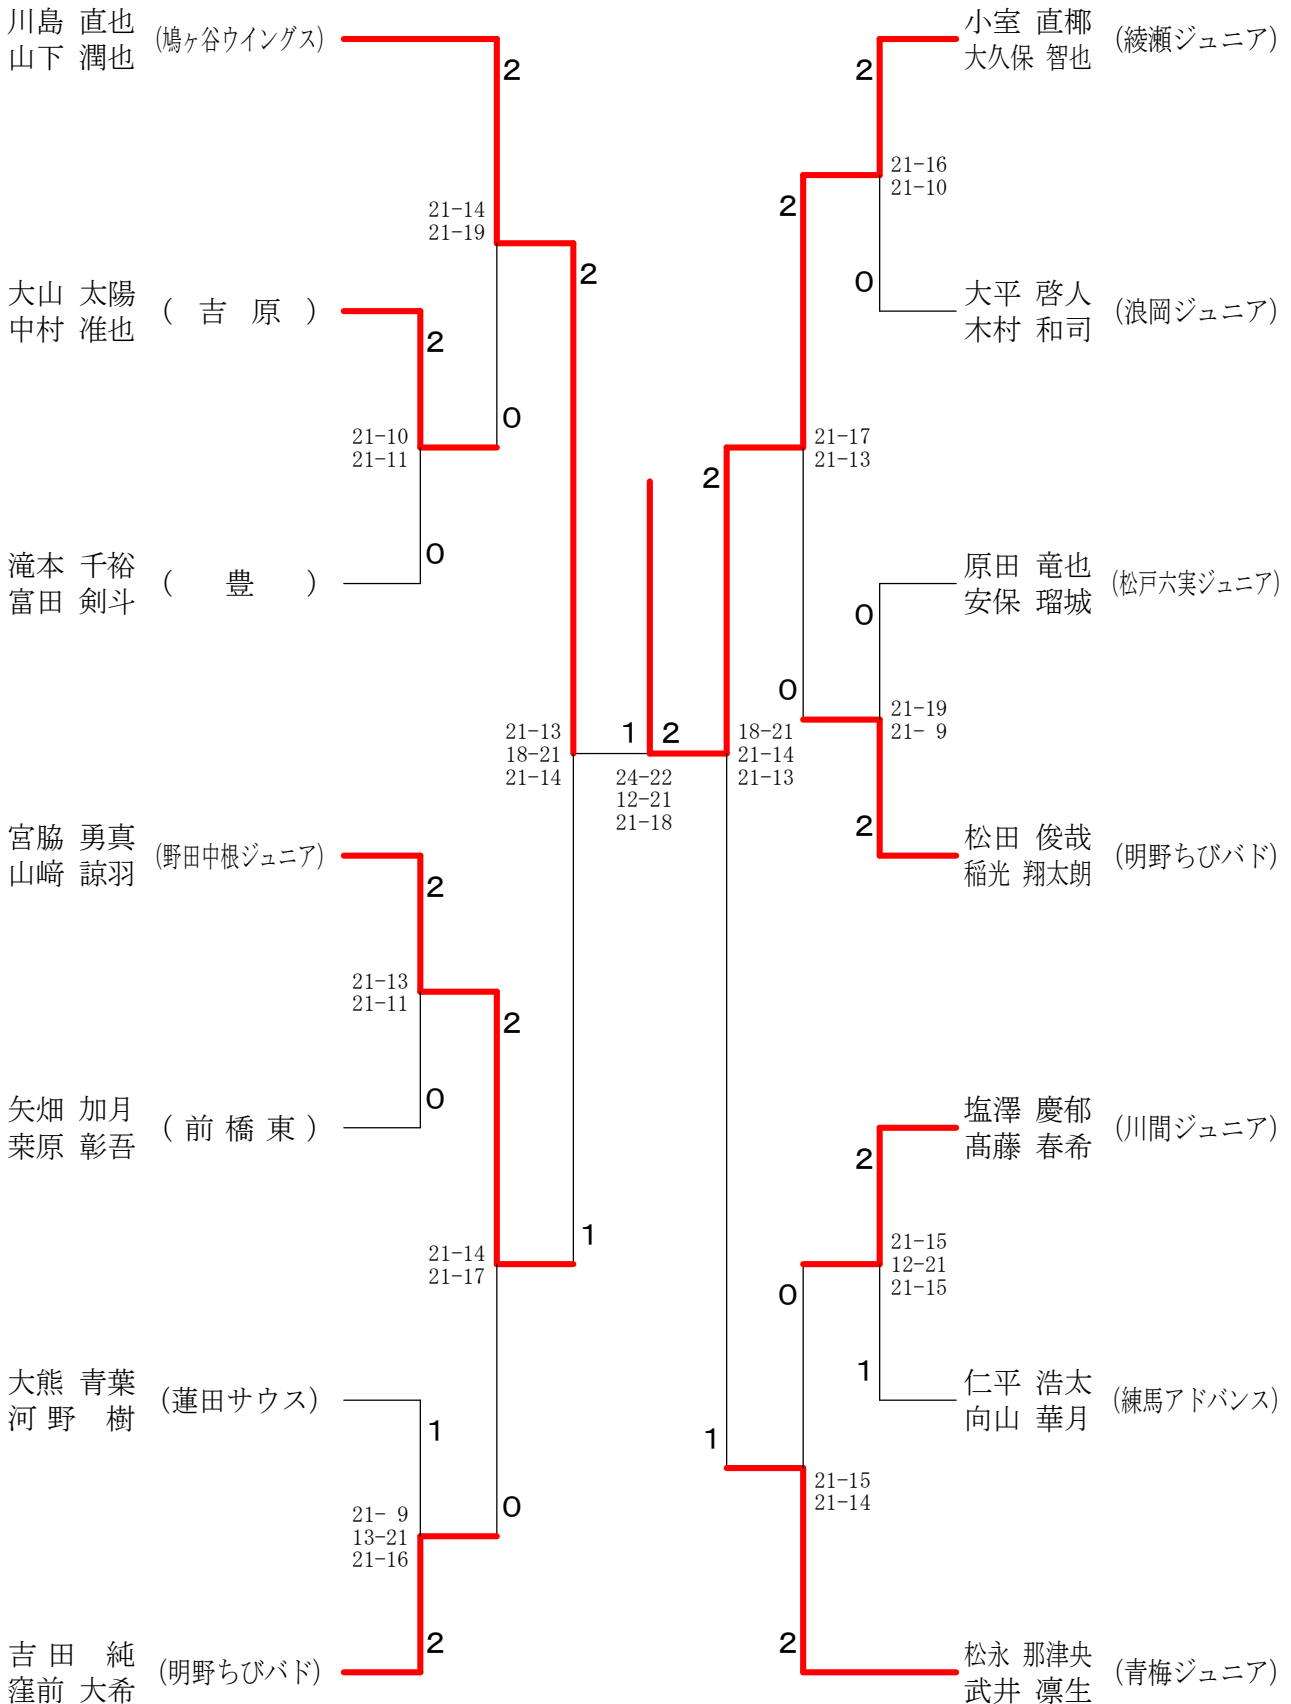 川島 直也
山下 潤也
(鳩ヶ谷ウイングス)
2
21-14
21-19
2
大山 太陽
中村 准也
( 吉 原 )
2
0
21-10
21-11
0
滝本 千裕
富田 剣斗
( 豊 )
21-13
18-21
21-14
1
2
24-22
12-21
21-18
宮脇 勇真
山﨑 諒羽
(野田中根ジュニア)
2
21-13
21-11
2
0
矢畑 加月
桒原 彰吾
( 前 橋 東 )
21-14
21-17
1
大熊 青葉
河 野 樹
(蓮田サウス)
1
21- 9
13-21
21-16
0
2
吉 田 純
窪前 大希
(明野ちびバド)
小室 直椰
大久保 智也
(綾瀬ジュニア)
2
21-16
21-10
2
0
大平 啓人
木村 和司
(浪岡ジュニア)
21-17
21-13
2
原田 竜也
安保 瑠城
(松戸六実ジュニア)
0
0
21-19
21- 9
18-21
21-14
21-13
2
松田 俊哉
稲光 翔太朗
(明野ちびバド)
塩澤 慶郁
髙藤 春希
(川間ジュニア)
2
21-15
12-21
21-15
0
1
仁平 浩太
向山 華月
(練馬アドバンス)
1
21-15
21-14
2
松永 那津央
武井 凛生
(青梅ジュニア)